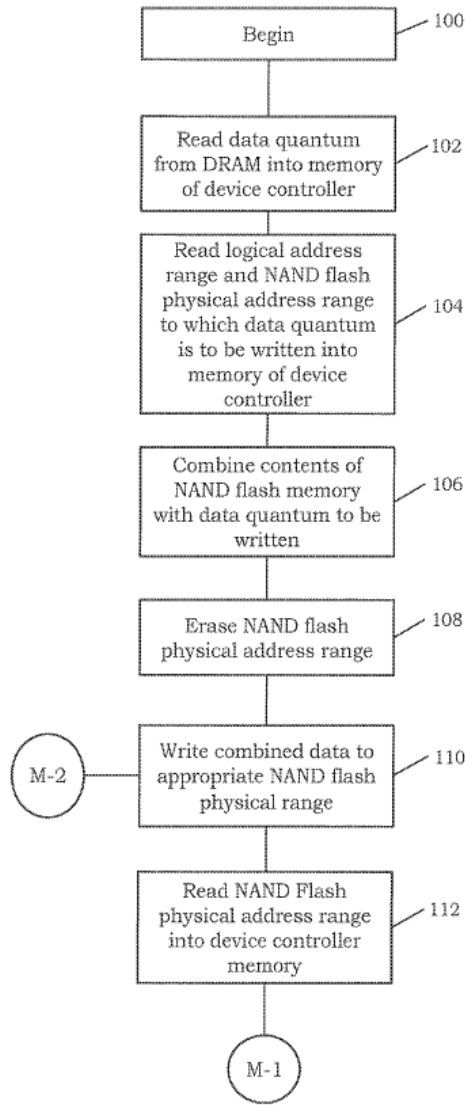 Begin
100
Read data quantum
from DRAM into memory
of device controller
102
Read logical address
range and NAND flash
physical address range
to which data quantum
is to be written into
memory of device
controller
104
Combine contents of
NAND flash memory
with data quantum to be
written
106
Erase NAND flash
physical address range
108
M-2
Write combined data to
appropriate NAND flash
physical range
110
Read NAND Flash
physical address range
into device controller
memory
112
M-1